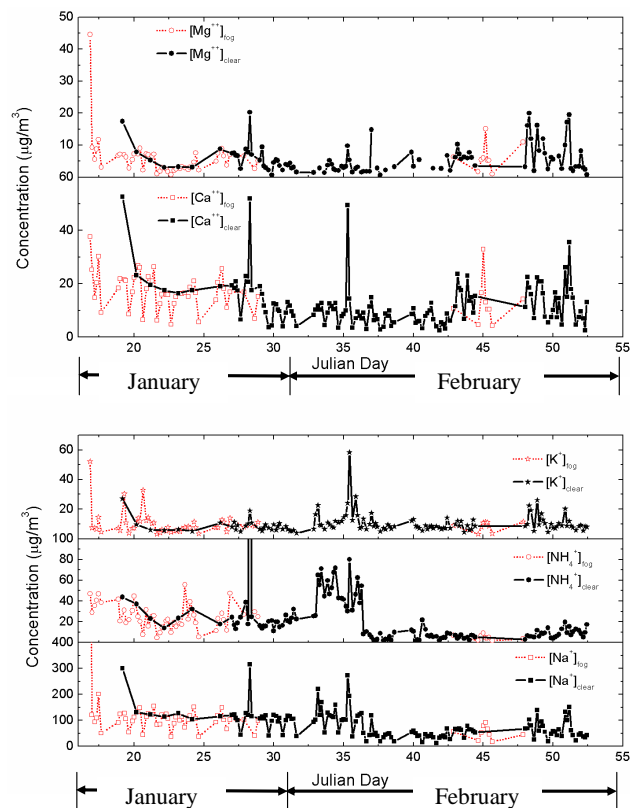 50
[Mg⁺⁺]fog
[Mg⁺⁺]clear
40
30
20
10
60
Concentration (µg/m³)
[Ca⁺⁺]fog
[Ca⁺⁺]clear
40
20
0
20 25 30 35 40 45 50 55
Julian Day
January February
60
[K⁺]fog
[K⁺]clear
40
20
100
Concentration (µg/m³)
80
[NH₄⁺]fog
[NH₄⁺]clear
60
40
20
400
[Na⁺]fog
[Na⁺]clear
300
200
100
0
20 25 30 35 40 45 50 55
Julian Day
January February